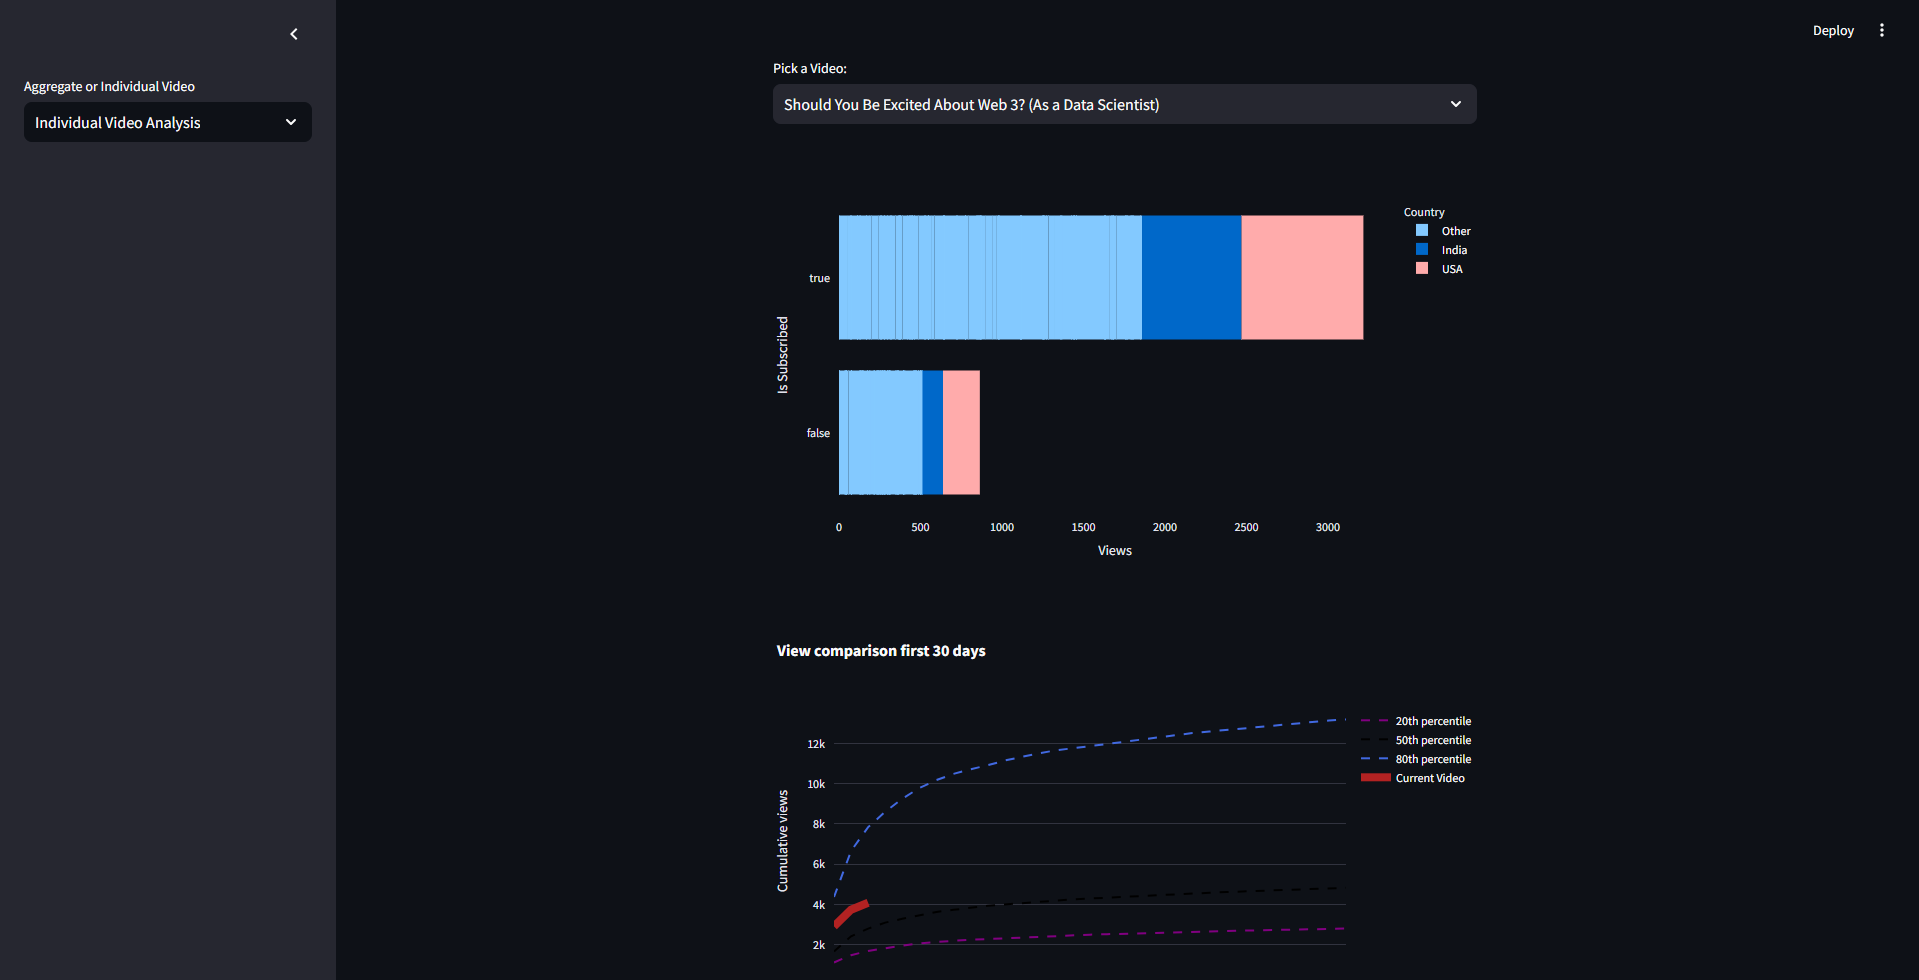 Deploy
Aggregate or Individual Video
Individual Video Analysis
Pick a Video:
Should You Be Excited About Web 3? (As a Data Scientist)
Country
Other
India
USA
Is Subscribed
true
false
0 500 1000 1500 2000 2500 3000
Views
View comparison first 30 days
Cumulative views
12k
10k
8k
6k
4k
2k
20th percentile
50th percentile
80th percentile
Current Video